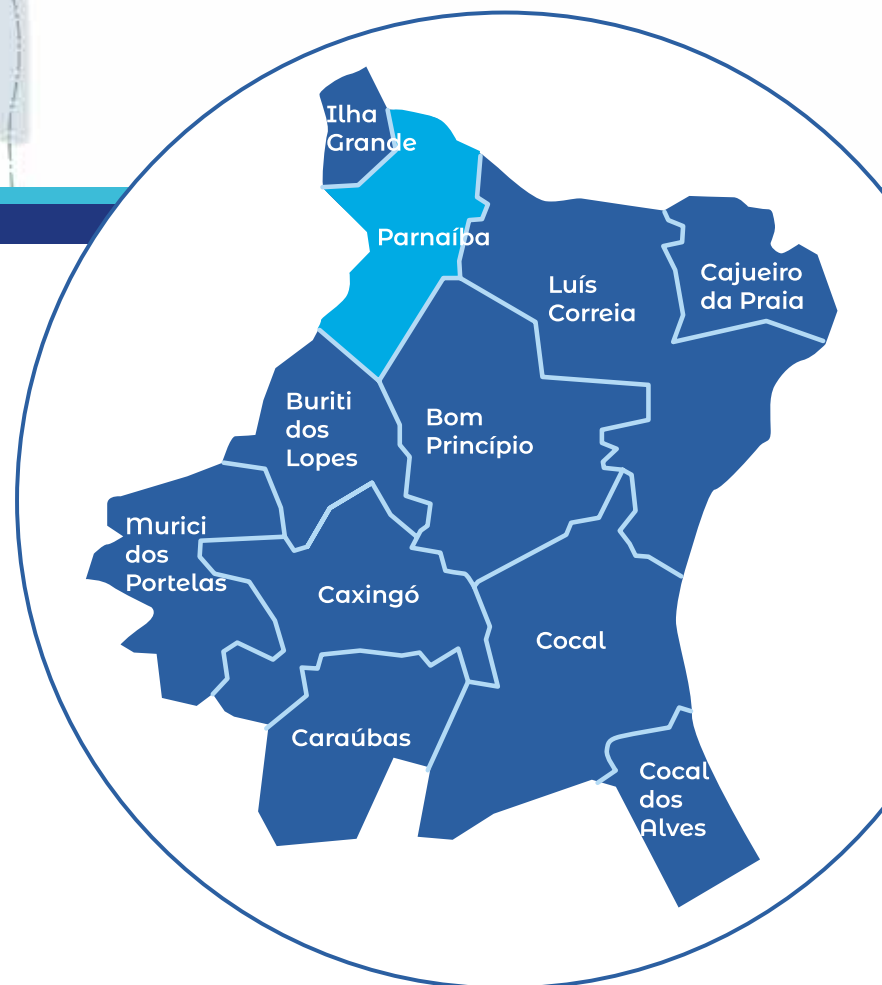 Ilha
Grande
Parnaíba
Luís
Correia
Cajueiro
da Praia
Buriti
dos
Lopes
Bom
Princípio
Murici
dos
Portelas
Caxingó
Cocal
Caraúbas
Cocal
dos
Alves